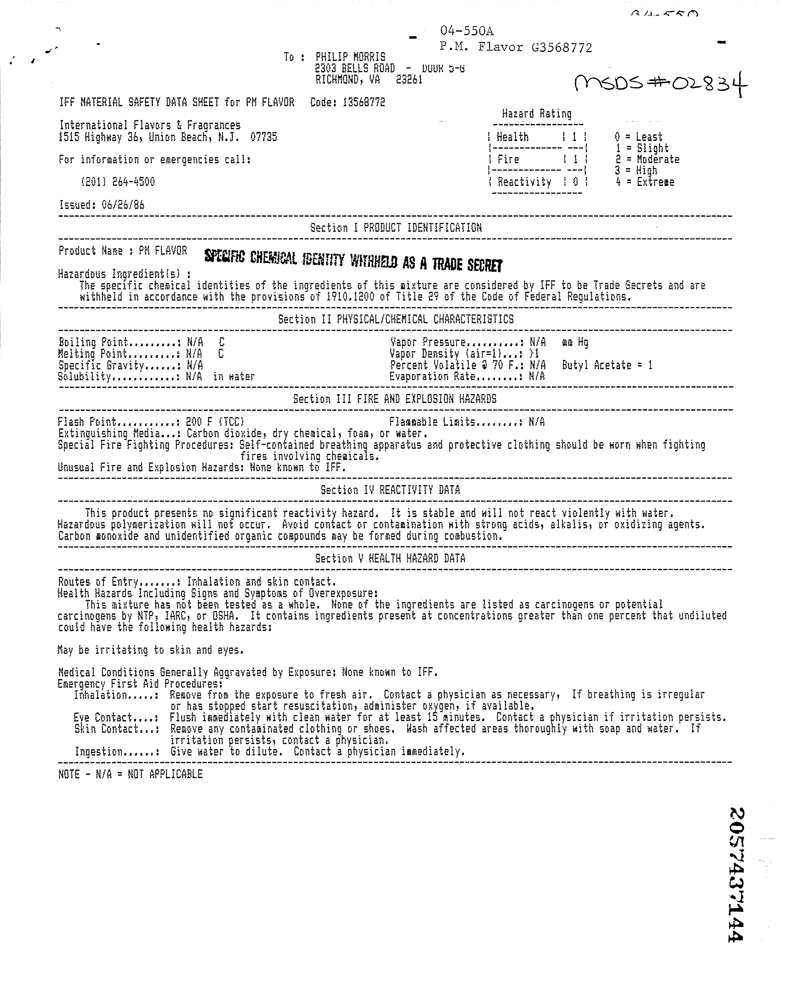 04-550
04-550A
P.M. Flavor G3568772
To : PHILIP MORRIS
2303 BELLS ROAD - DOOR 5-6
RICHMOND, VA 23261
MSDS #02834
IFF MATERIAL SAFETY DATA SHEET for PM FLAVOR Code: 13568772
International Flavors & Fragrances
1515 Highway 36, Union Beach, N.J. 07735
For information or emergencies call:
(201) 264-4500
Issued: 06/26/86
Hazard Rating
-----------------
| Health | 1 | 0 = Least
|------------- ---| 1 = Slight
| Fire | 1 | 2 = Moderate
|------------- ---| 3 = High
| Reactivity | 0 | 4 = Extreme
-----------------
Section I PRODUCT IDENTIFICATION
Product Name : PM FLAVOR SPECIFIC CHEMICAL IDENTITY WITHHELD AS A TRADE SECRET
Hazardous Ingredient(s) :
The specific chemical identities of the ingredients of this mixture are considered by IFF to be Trade Secrets and are
withheld in accordance with the provisions of 1910.1200 of Title 29 of the Code of Federal Regulations.
Section II PHYSICAL/CHEMICAL CHARACTERISTICS
Boiling Point.........: N/A C Vapor Pressure..........: N/A mm Hg
Melting Point.........: N/A C Vapor Density (air=1)...: >1
Specific Gravity......: N/A Percent Volatile @ 70 F.: N/A Butyl Acetate = 1
Solubility............: N/A in water Evaporation Rate........: N/A
Section III FIRE AND EXPLOSION HAZARDS
Flash Point...........: 200 F (TCC) Flammable Limits........: N/A
Extinguishing Media...: Carbon dioxide, dry chemical, foam, or water.
Special Fire Fighting Procedures: Self-contained breathing apparatus and protective clothing should be worn when fighting
fires involving chemicals.
Unusual Fire and Explosion Hazards: None known to IFF.
Section IV REACTIVITY DATA
This product presents no significant reactivity hazard. It is stable and will not react violently with water.
Hazardous polymerization will not occur. Avoid contact or contamination with strong acids, alkalis, or oxidizing agents.
Carbon monoxide and unidentified organic compounds may be formed during combustion.
Section V HEALTH HAZARD DATA
Routes of Entry.......: Inhalation and skin contact.
Health Hazards Including Signs and Symptoms of Overexposure:
This mixture has not been tested as a whole. None of the ingredients are listed as carcinogens or potential
carcinogens by NTP, IARC, or OSHA. It contains ingredients present at concentrations greater than one percent that undiluted
could have the following health hazards:
May be irritating to skin and eyes.
Medical Conditions Generally Aggravated by Exposure: None known to IFF.
Emergency First Aid Procedures:
Inhalation.....: Remove from the exposure to fresh air. Contact a physician as necessary, If breathing is irregular
or has stopped start resuscitation, administer oxygen, if available.
Eye Contact....: Flush immediately with clean water for at least 15 minutes. Contact a physician if irritation persists.
Skin Contact...: Remove any contaminated clothing or shoes. Wash affected areas thoroughly with soap and water. If
irritation persists, contact a physician.
Ingestion......: Give water to dilute. Contact a physician immediately.
NOTE - N/A = NOT APPLICABLE
2057437144